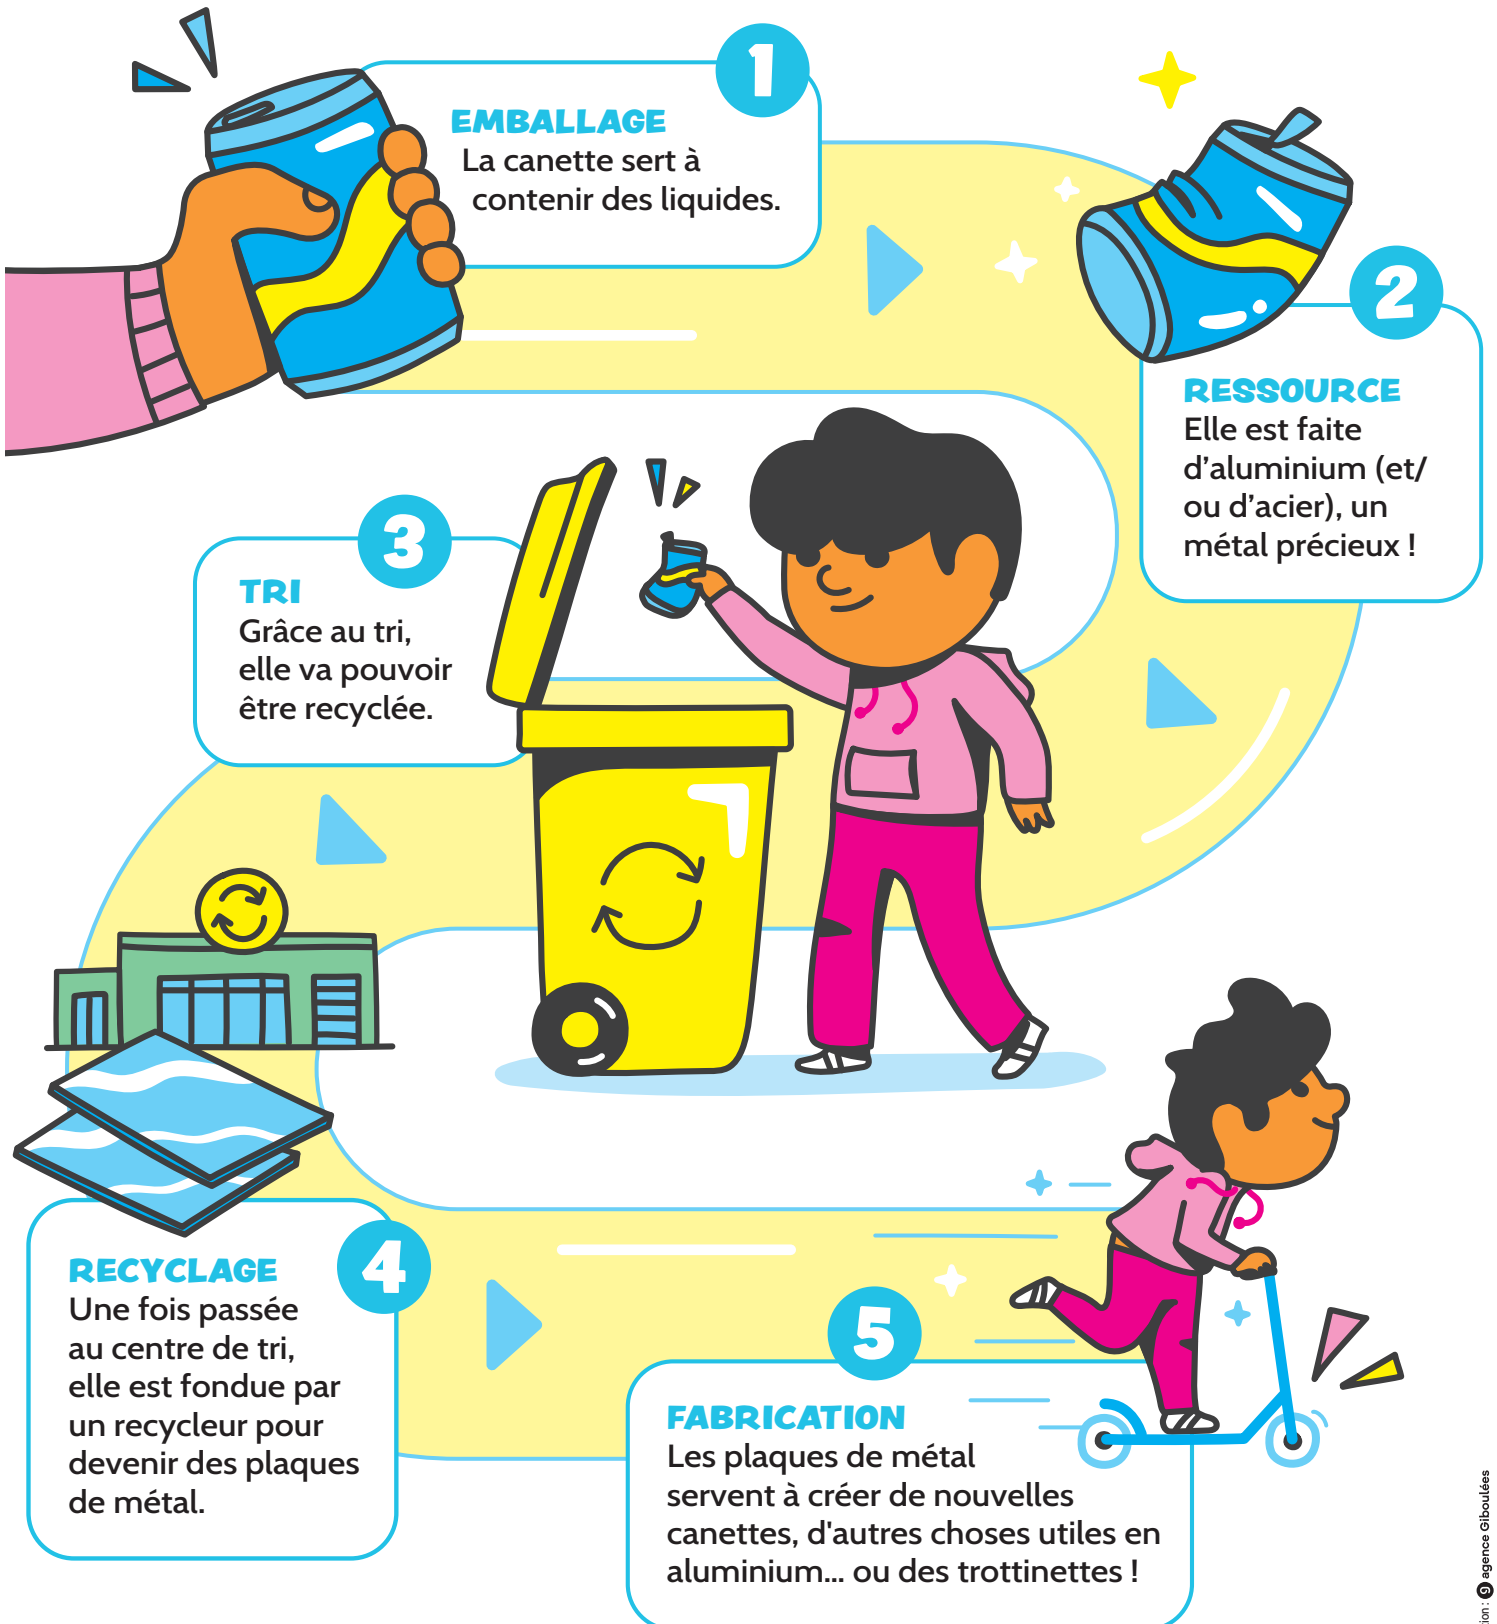 1
EMBALLAGE
La canette sert à
contenir des liquides.
2
RESSOURCE
Elle est faite
d’aluminium (et/
ou d’acier), un
métal précieux !
3
TRI
Grâce au tri,
elle va pouvoir
être recyclée.
4
RECYCLAGE
Une fois passée
au centre de tri,
elle est fondue par
un recycleur pour
devenir des plaques
de métal.
5
FABRICATION
Les plaques de métal
servent à créer de nouvelles
canettes, d'autres choses utiles en
aluminium... ou des trottinettes !
agence Giboulées